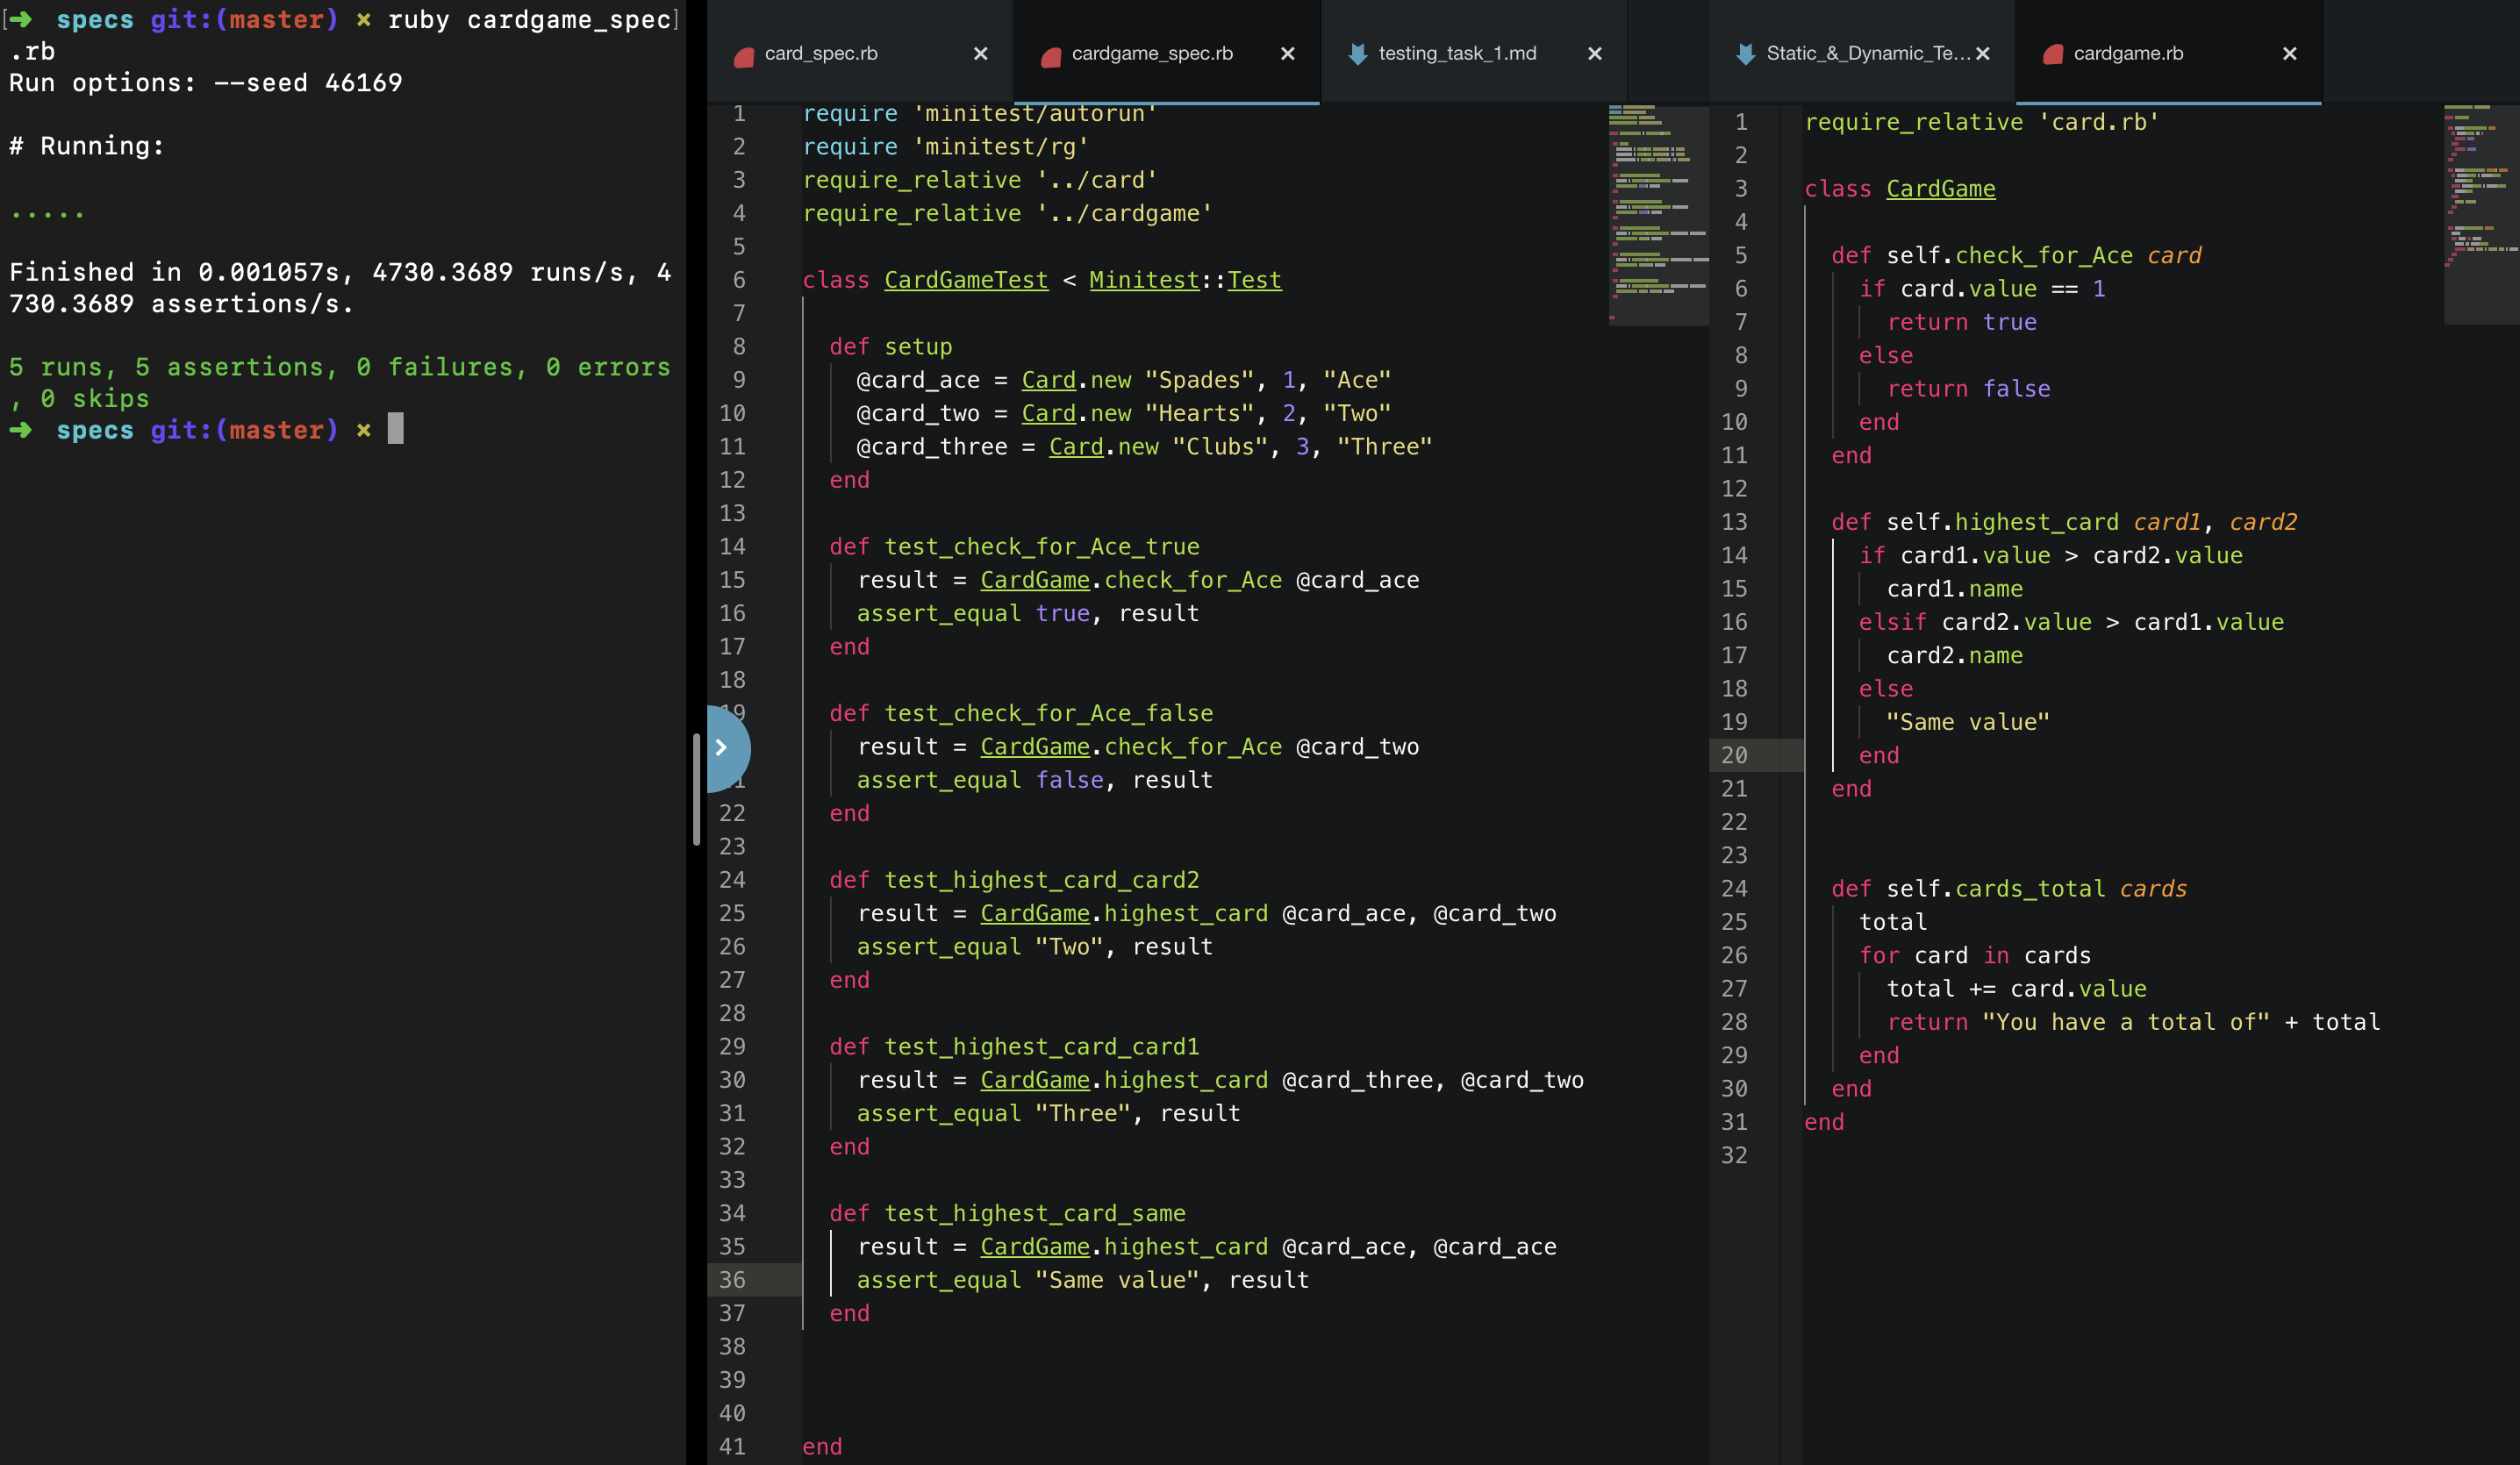 [➜  specs git:(master) ✗ ruby cardgame_spec]
.rb
Run options: --seed 46169
# Running:
.....
Finished in 0.001057s, 4730.3689 runs/s, 4
730.3689 assertions/s.
5 runs, 5 assertions, 0 failures, 0 errors
, 0 skips
➜  specs git:(master) ✗
card_spec.rb ×
cardgame_spec.rb ×
testing_task_1.md ×
1 require 'minitest/autorun'
2 require 'minitest/rg'
3 require_relative '../card'
4 require_relative '../cardgame'
5
6 class CardGameTest < Minitest::Test
7
8   def setup
9     @card_ace = Card.new "Spades", 1, "Ace"
10     @card_two = Card.new "Hearts", 2, "Two"
11     @card_three = Card.new "Clubs", 3, "Three"
12   end
13
14   def test_check_for_Ace_true
15     result = CardGame.check_for_Ace @card_ace
16     assert_equal true, result
17   end
18
19   def test_check_for_Ace_false
    result = CardGame.check_for_Ace @card_two
    assert_equal false, result
22   end
23
24   def test_highest_card_card2
25     result = CardGame.highest_card @card_ace, @card_two
26     assert_equal "Two", result
27   end
28
29   def test_highest_card_card1
30     result = CardGame.highest_card @card_three, @card_two
31     assert_equal "Three", result
32   end
33
34   def test_highest_card_same
35     result = CardGame.highest_card @card_ace, @card_ace
36     assert_equal "Same value", result
37   end
38
39
40
41 end
Static_&_Dynamic_Te... ×
cardgame.rb ×
1 require_relative 'card.rb'
2
3 class CardGame
4
5   def self.check_for_Ace card
6     if card.value == 1
7       return true
8     else
9       return false
10     end
11   end
12
13   def self.highest_card card1, card2
14     if card1.value > card2.value
15       card1.name
16     elsif card2.value > card1.value
17       card2.name
18     else
19       "Same value"
20     end
21   end
22
23
24   def self.cards_total cards
25     total
26     for card in cards
27       total += card.value
28       return "You have a total of" + total
29     end
30   end
31 end
32